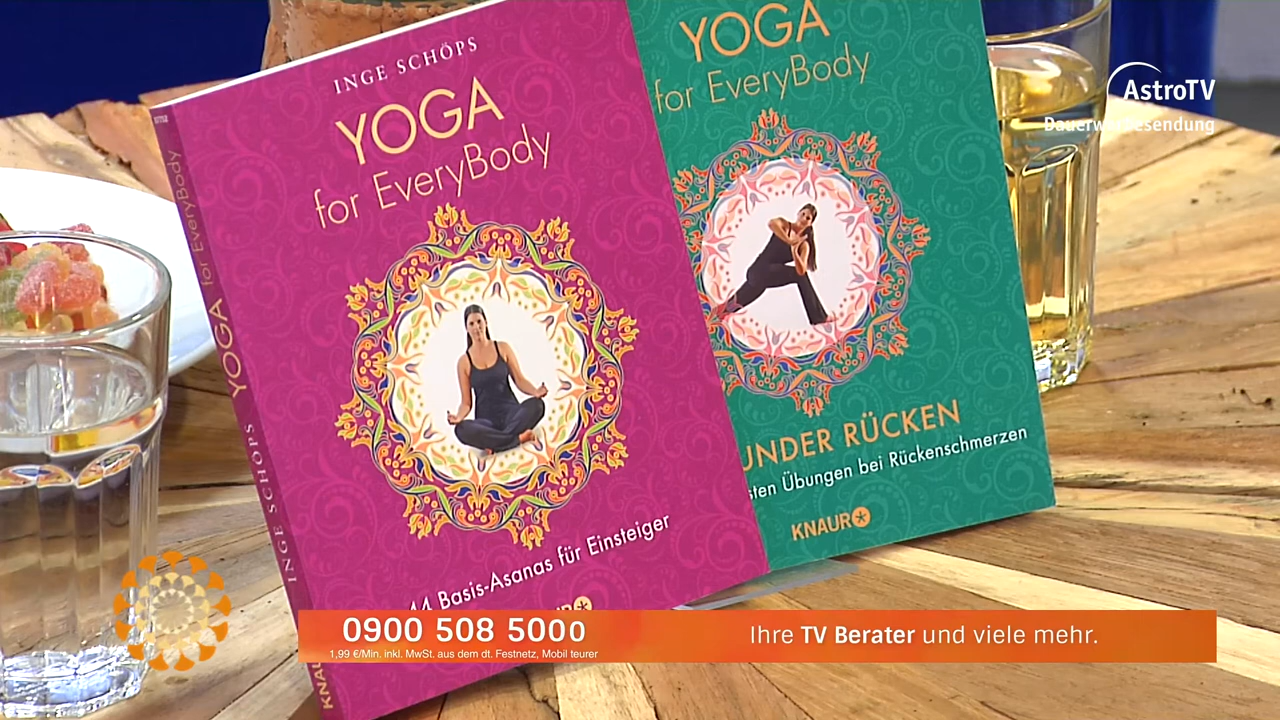 INGE SCHÖPS
YOGA
for EveryBody
44 Basis-Asanas für Einsteiger
INGE SCHÖPS YOGA for EveryBody
YOGA
for EveryBody
UNDER RÜCKEN
sten Übungen bei Rückenschmerzen
KNAUR
AstroTV
Dauerwerbesendung
0900 508 5000
1,99 €/Min. inkl. MwSt. aus dem dt. Festnetz, Mobil teurer
Ihre TV Berater und viele mehr.